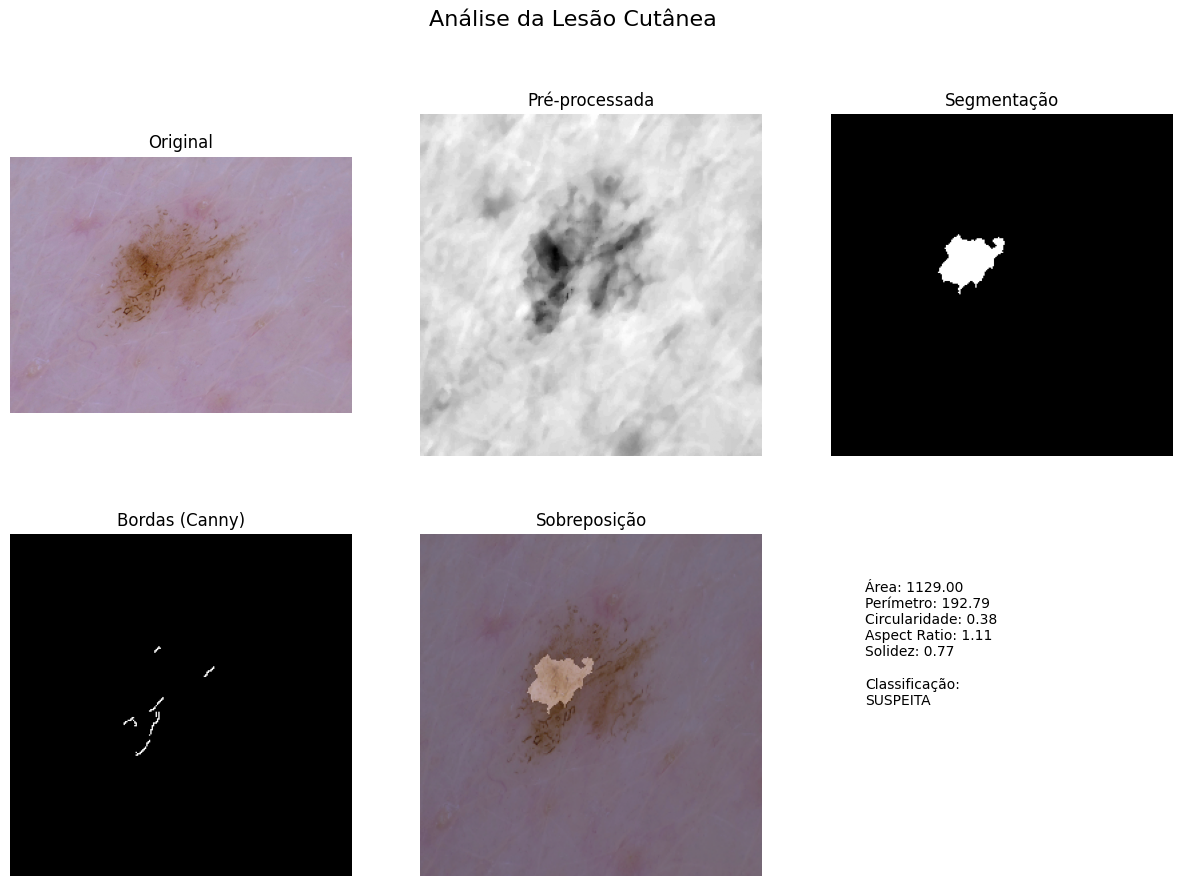 Análise da Lesão Cutânea
Original
Pré-processada
Segmentação
Bordas (Canny)
Sobreposição
Área: 1129.00
Perímetro: 192.79
Circularidade: 0.38
Aspect Ratio: 1.11
Solidez: 0.77
Classificação:
SUSPEITA